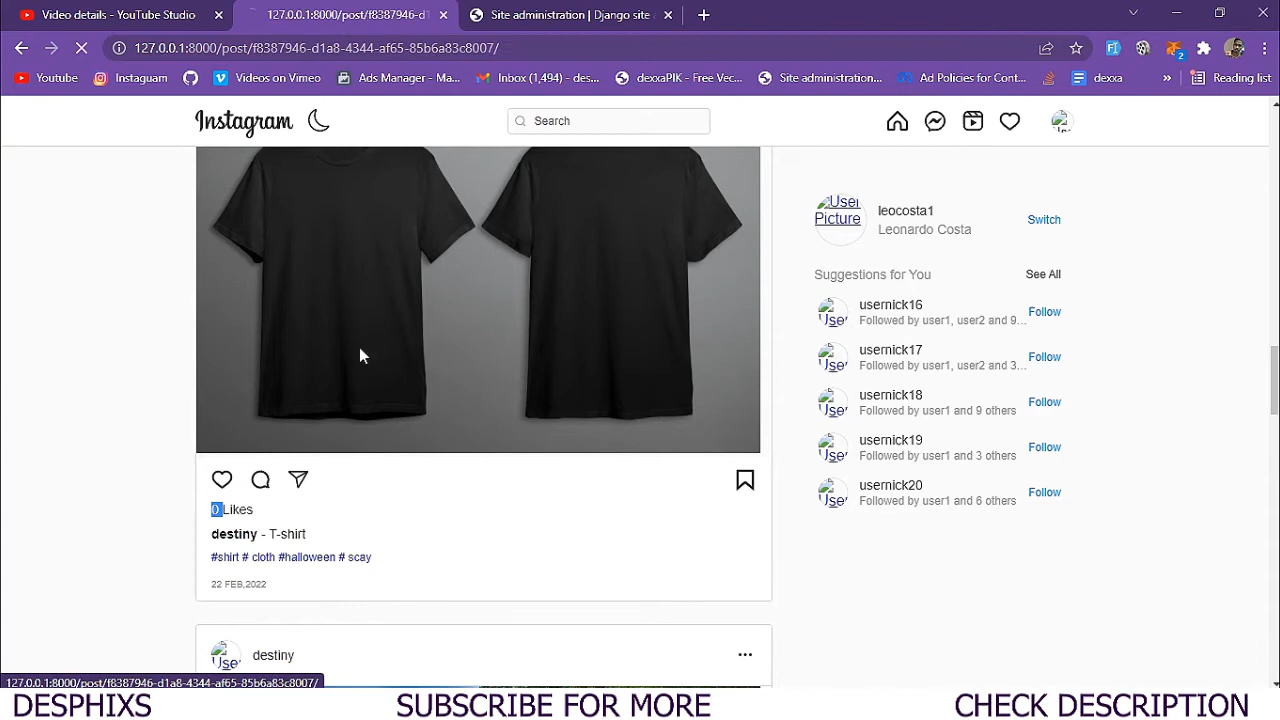 Video details - YouTube Studio
127.0.0.1:8000/post/f8387946-d1
Site administration | Django site
127.0.0.1:8000/post/f8387946-d1a8-4344-af65-85b6a83c8007/
Youtube
Instaguam
Videos on Vimeo
Ads Manager - Ma...
Inbox (1,494) - des...
dexxaPIK - Free Vec...
Site administration...
Ad Policies for Cont...
dexxa
»
Reading list
Instagram
Search
leocosta1
Leonardo Costa
Switch
User
Picture
Suggestions for You
See All
usernick16
Followed by user1, user2 and 9...
Follow
usernick17
Followed by user1, user2 and 3...
Follow
usernick18
Followed by user1 and 9 others
Follow
usernick19
Followed by user1 and 3 others
Follow
usernick20
Followed by user1 and 6 others
Follow
0 Likes
destiny - T-shirt
#shirt # cloth #halloween # scay
22 FEB,2022
destiny
127.0.0.1:8000/post/f8387946-d1a8-4344-af65-85b6a83c8007/
DESPHIXS
SUBSCRIBE FOR MORE
CHECK DESCRIPTION